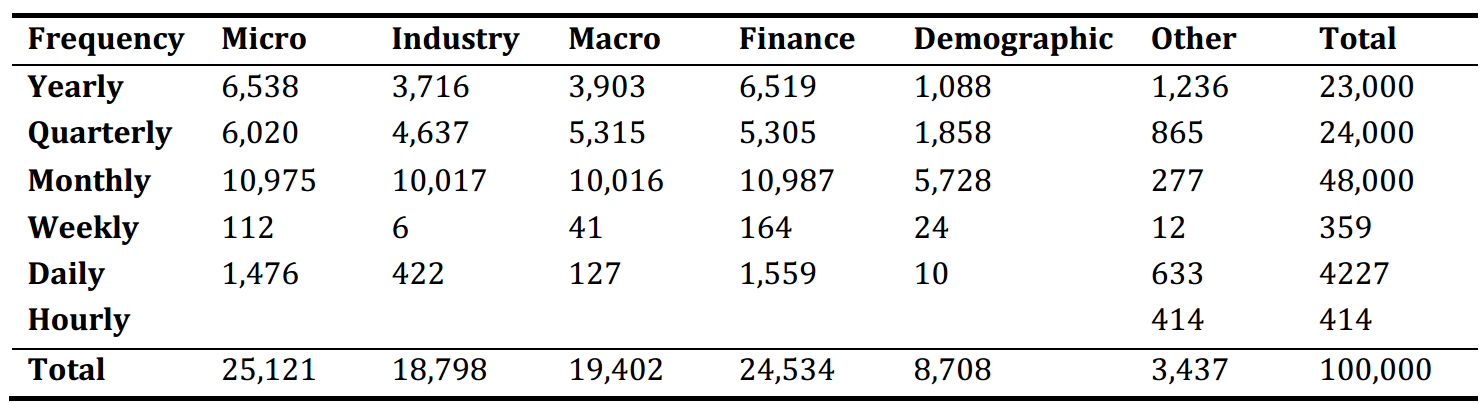 Frequency Micro Industry Macro Finance Demographic Other Total
Yearly 6,538 3,716 3,903 6,519 1,088 1,236 23,000
Quarterly 6,020 4,637 5,315 5,305 1,858 865 24,000
Monthly 10,975 10,017 10,016 10,987 5,728 277 48,000
Weekly 112 6 41 164 24 12 359
Daily 1,476 422 127 1,559 10 633 4227
Hourly 414 414
Total 25,121 18,798 19,402 24,534 8,708 3,437 100,000